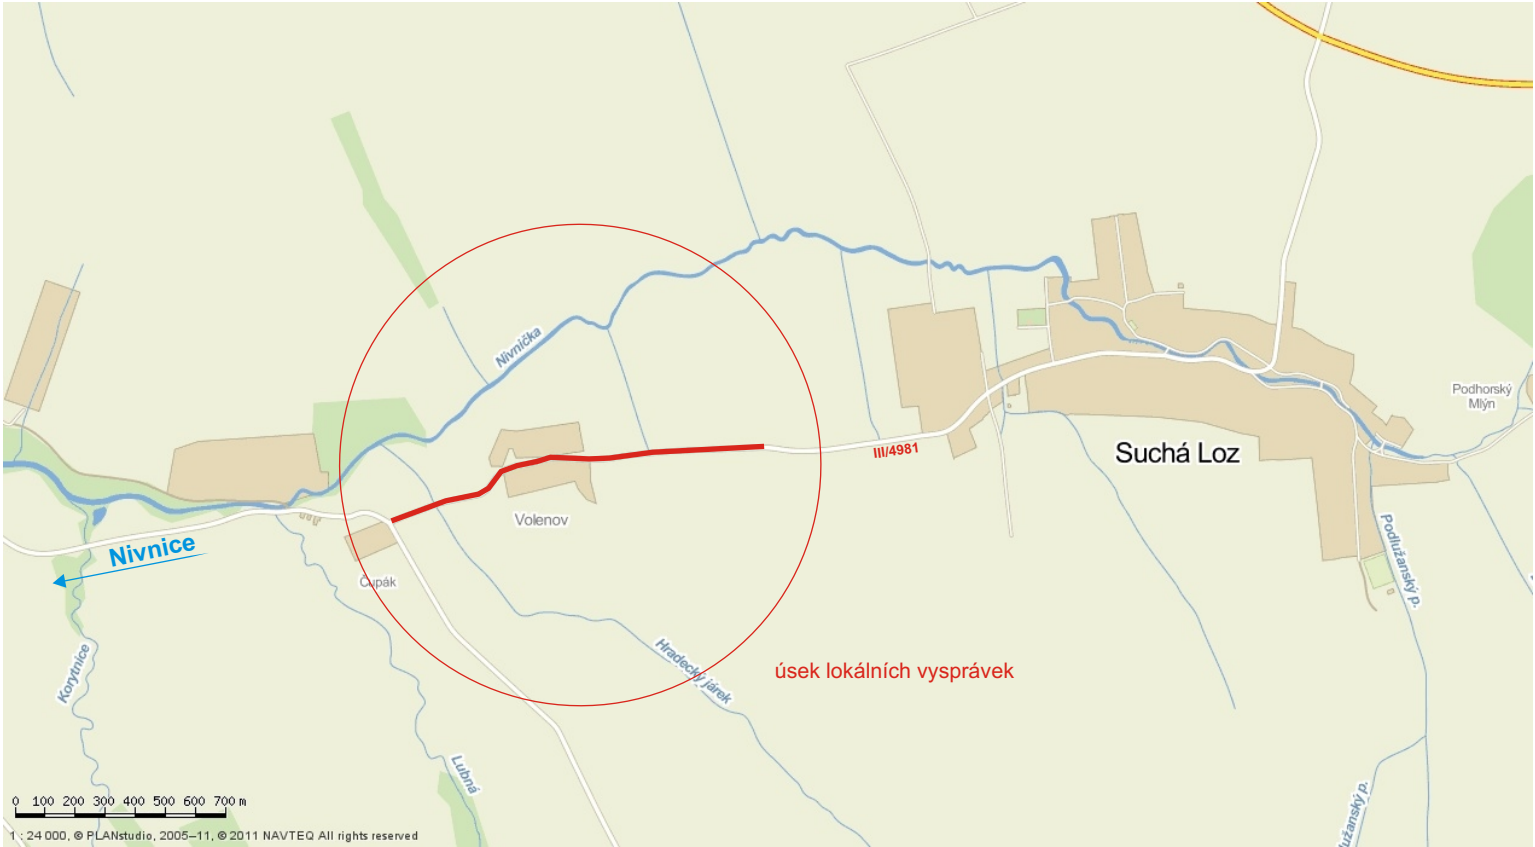 Nivnička
Podhorský
Mlýn
III/4981
Suchá Loz
Volenov
Nivnice
Čupák
Podlužanský p.
Korytnice
Hradecký járek
úsek lokálních vysprávek
Lubná
lužanský p.
0 100 200 300 400 500 600 700 m
1 : 24 000, © PLANstudio, 2005–11, © 2011 NAVTEQ All rights reserved